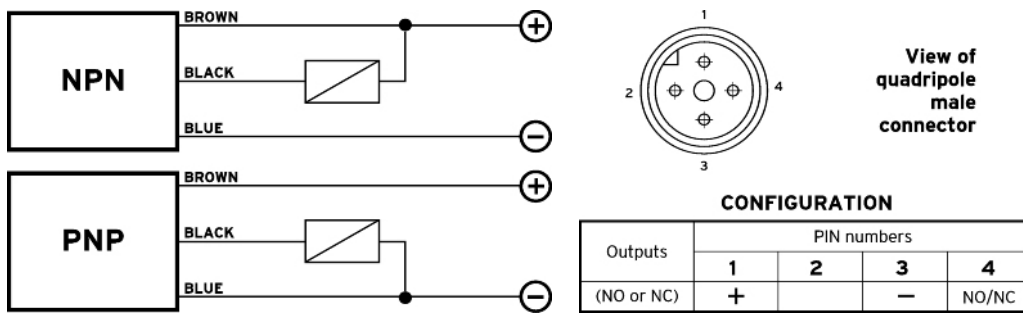 BROWN
NPN
BLACK
BLUE
+
−
BROWN
PNP
BLACK
BLUE
+
−
1
2
4
3
View of
quadripole
male
connector
CONFIGURATION
Outputs PIN numbers
1 2 3 4
(NO or NC) + − NO/NC